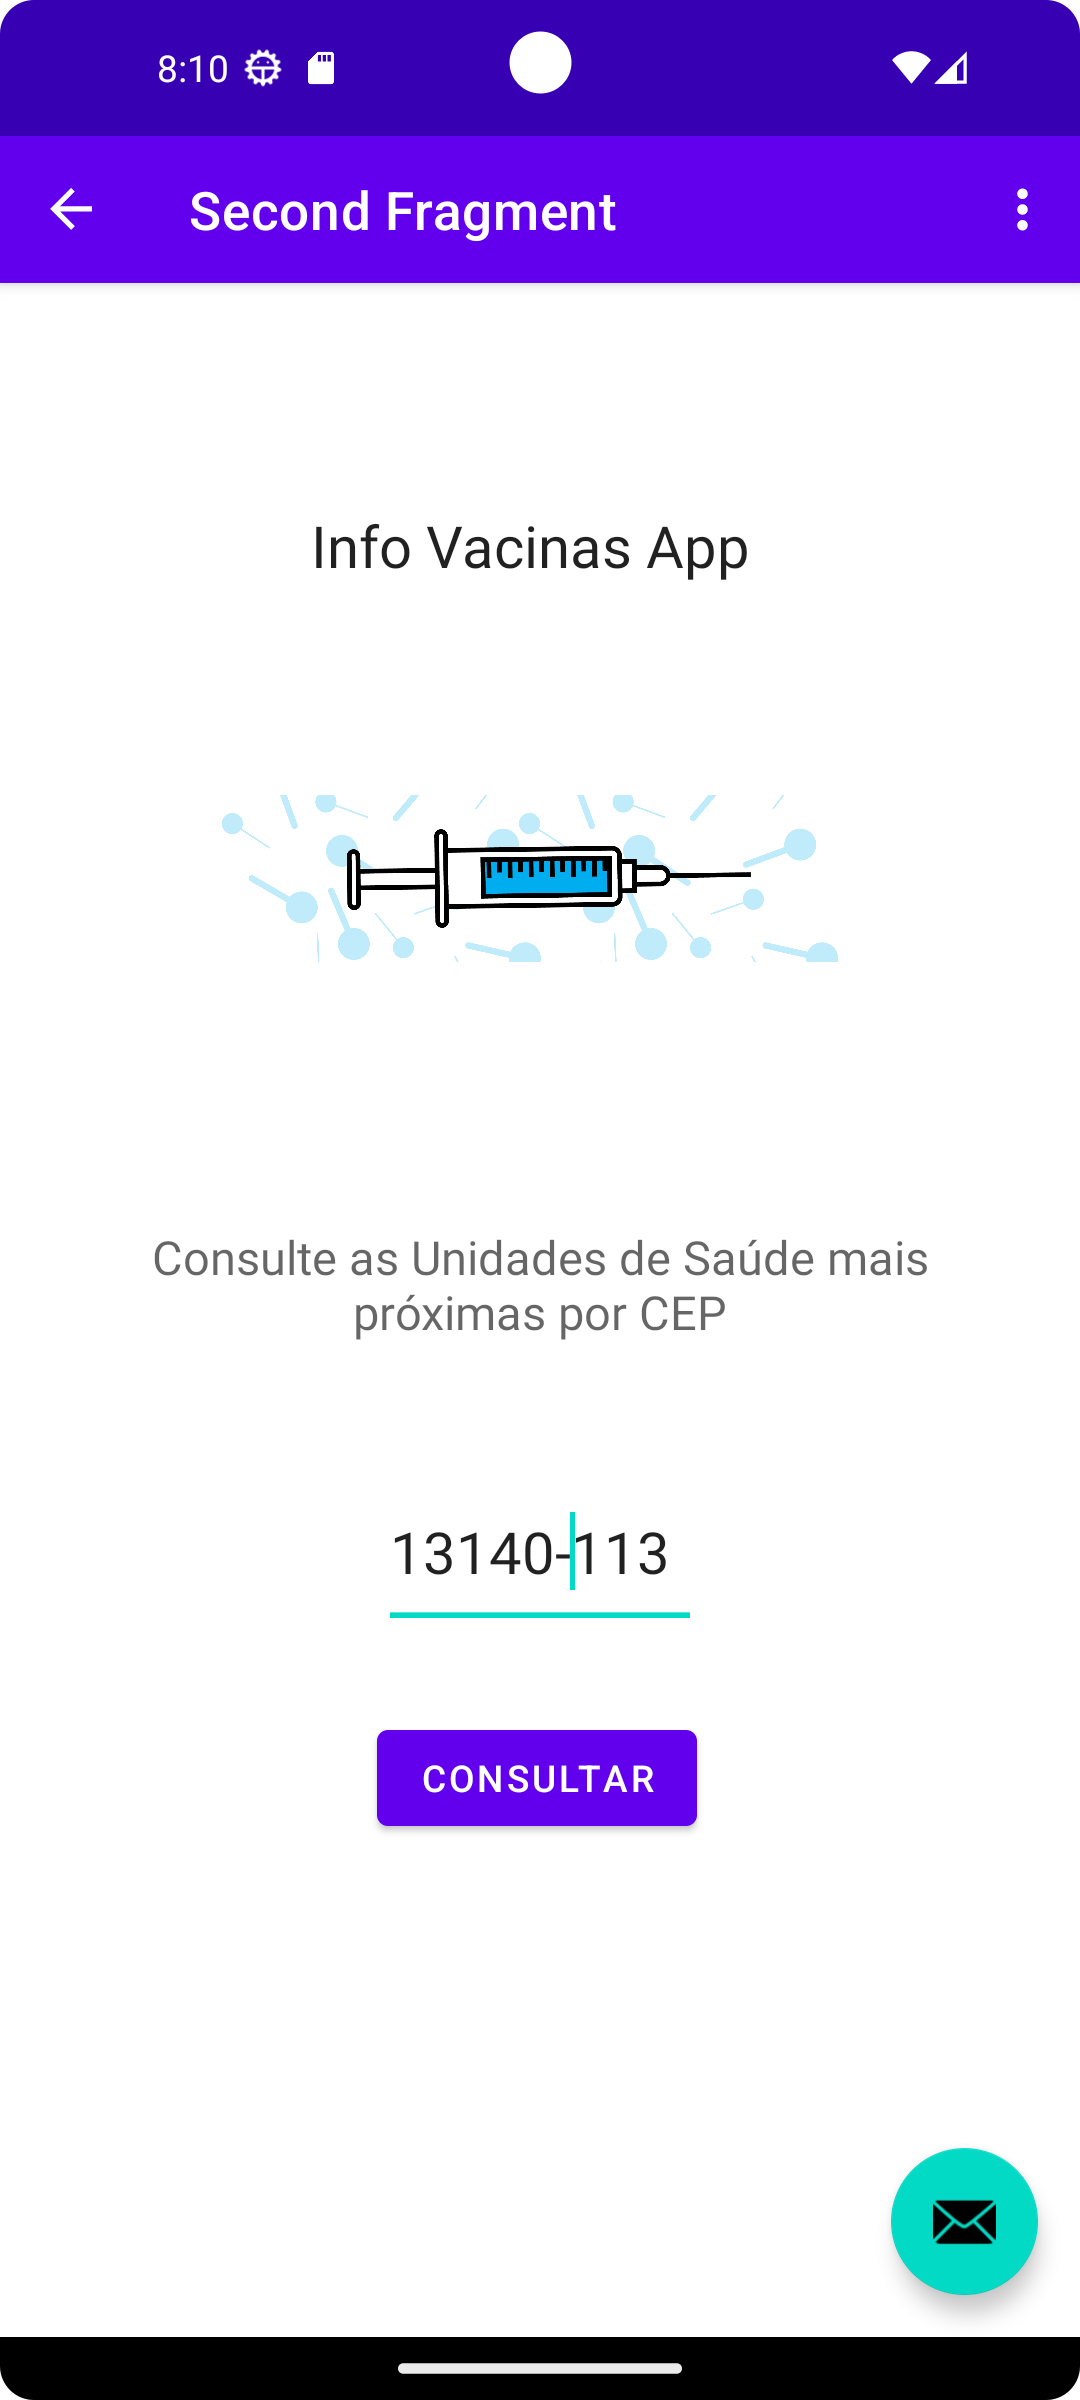 8:10
Second Fragment
Info Vacinas App
Consulte as Unidades de Saúde mais
próximas por CEP
13140-113
CONSULTAR